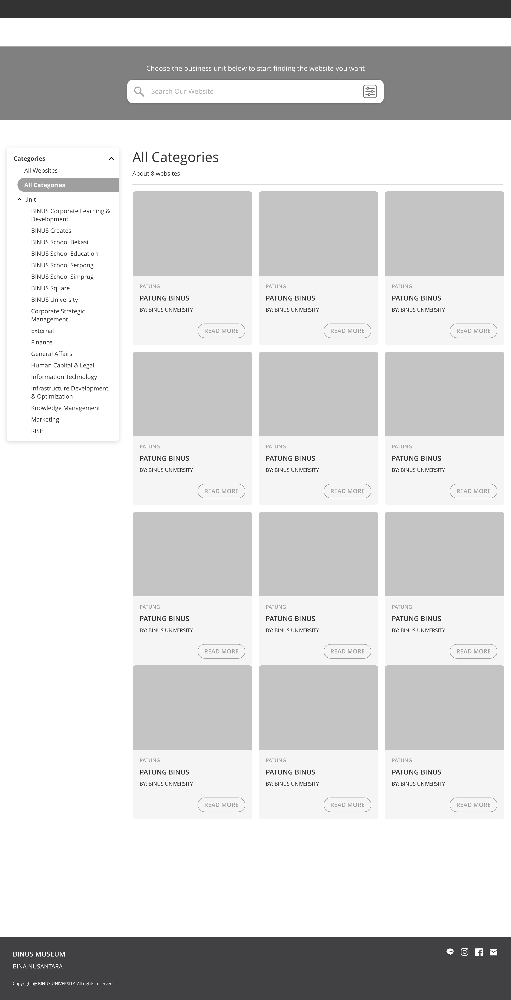 Choose the business unit below to start finding the website you want
Search Our Website
Categories
All Websites
All Categories
Unit
BINUS Corporate Learning &
Development
BINUS Creates
BINUS School Bekasi
BINUS School Education
BINUS School Serpong
BINUS School Simprug
BINUS Square
BINUS University
Corporate Strategic
Management
External
Finance
General Affairs
Human Capital & Legal
Information Technology
Infrastructure Development
& Optimization
Knowledge Management
Marketing
RISE
All Categories
About 8 websites
PATUNG
PATUNG BINUS
BY: BINUS UNIVERSITY
READ MORE
PATUNG
PATUNG BINUS
BY: BINUS UNIVERSITY
READ MORE
PATUNG
PATUNG BINUS
BY: BINUS UNIVERSITY
READ MORE
PATUNG
PATUNG BINUS
BY: BINUS UNIVERSITY
READ MORE
PATUNG
PATUNG BINUS
BY: BINUS UNIVERSITY
READ MORE
PATUNG
PATUNG BINUS
BY: BINUS UNIVERSITY
READ MORE
PATUNG
PATUNG BINUS
BY: BINUS UNIVERSITY
READ MORE
PATUNG
PATUNG BINUS
BY: BINUS UNIVERSITY
READ MORE
PATUNG
PATUNG BINUS
BY: BINUS UNIVERSITY
READ MORE
PATUNG
PATUNG BINUS
BY: BINUS UNIVERSITY
READ MORE
PATUNG
PATUNG BINUS
BY: BINUS UNIVERSITY
READ MORE
PATUNG
PATUNG BINUS
BY: BINUS UNIVERSITY
READ MORE
BINUS MUSEUM
BINA NUSANTARA
Copyright @ BINUS UNIVERSITY. All rights reserved.
LINE